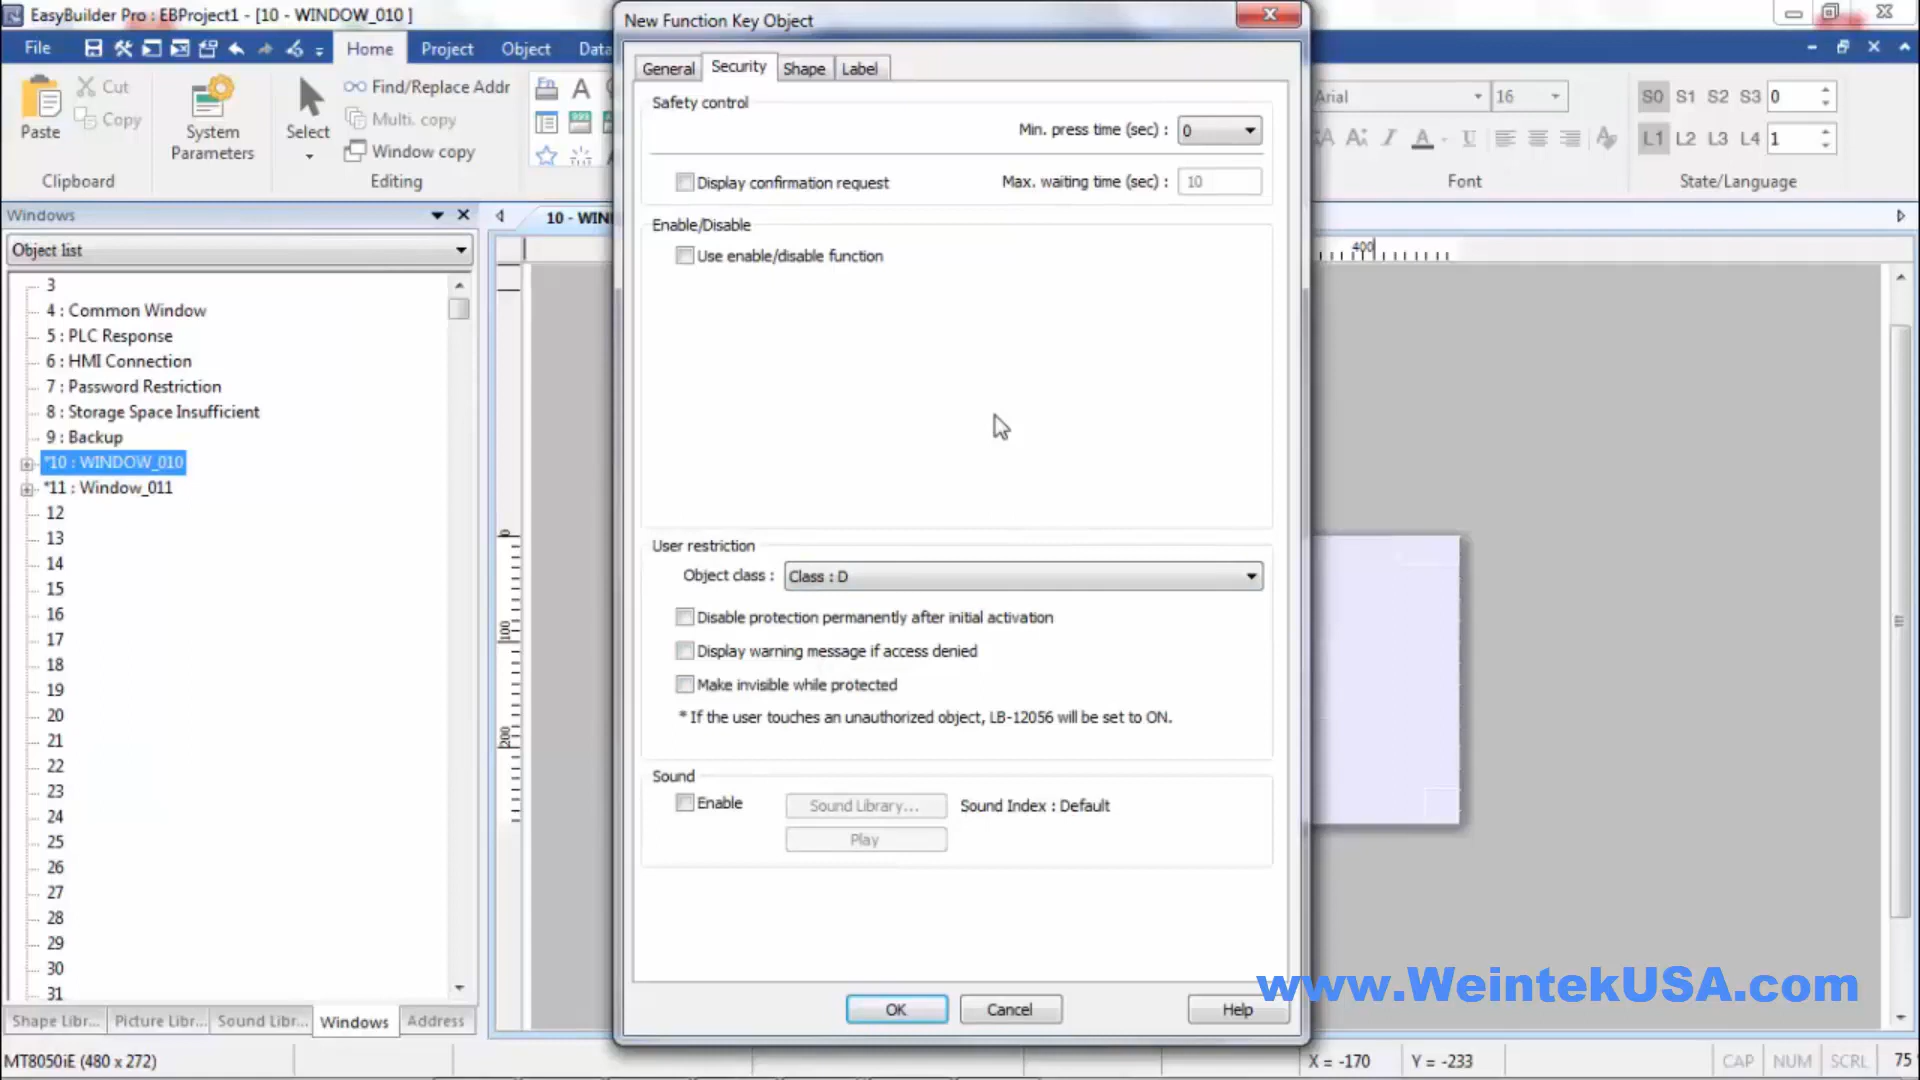 EasyBuilder Pro : EBProject1 - [10 - WINDOW_010 ]
File
Home
Project
Object
Data
Paste
Cut
Copy
Clipboard
System
Parameters
Select
Find/Replace Addr
Multi. copy
Window copy
Editing
Arial
16
Font
S0 S1 S2 S3 0
L1 L2 L3 L4 1
State/Language
Windows
Object list
3
4 : Common Window
5 : PLC Response
6 : HMI Connection
7 : Password Restriction
8 : Storage Space Insufficient
9 : Backup
*10 : WINDOW_010
*11 : Window_011
12
13
14
15
16
17
18
19
20
21
22
23
24
25
26
27
28
29
30
31
Shape Libr...
Picture Libr...
Sound Libr...
Windows
Address
10 - WIN
400
0
100
200
New Function Key Object
General
Security
Shape
Label
Safety control
Min. press time (sec) : 0
Display confirmation request
Max. waiting time (sec) : 10
Enable/Disable
Use enable/disable function
User restriction
Object class : Class : D
Disable protection permanently after initial activation
Display warning message if access denied
Make invisible while protected
* If the user touches an unauthorized object, LB-12056 will be set to ON.
Sound
Enable
Sound Library...
Sound Index : Default
Play
OK
Cancel
Help
www.WeintekUSA.com
MT8050iE (480 x 272)
X = -170
Y = -233
CAP
NUM
SCRL
75